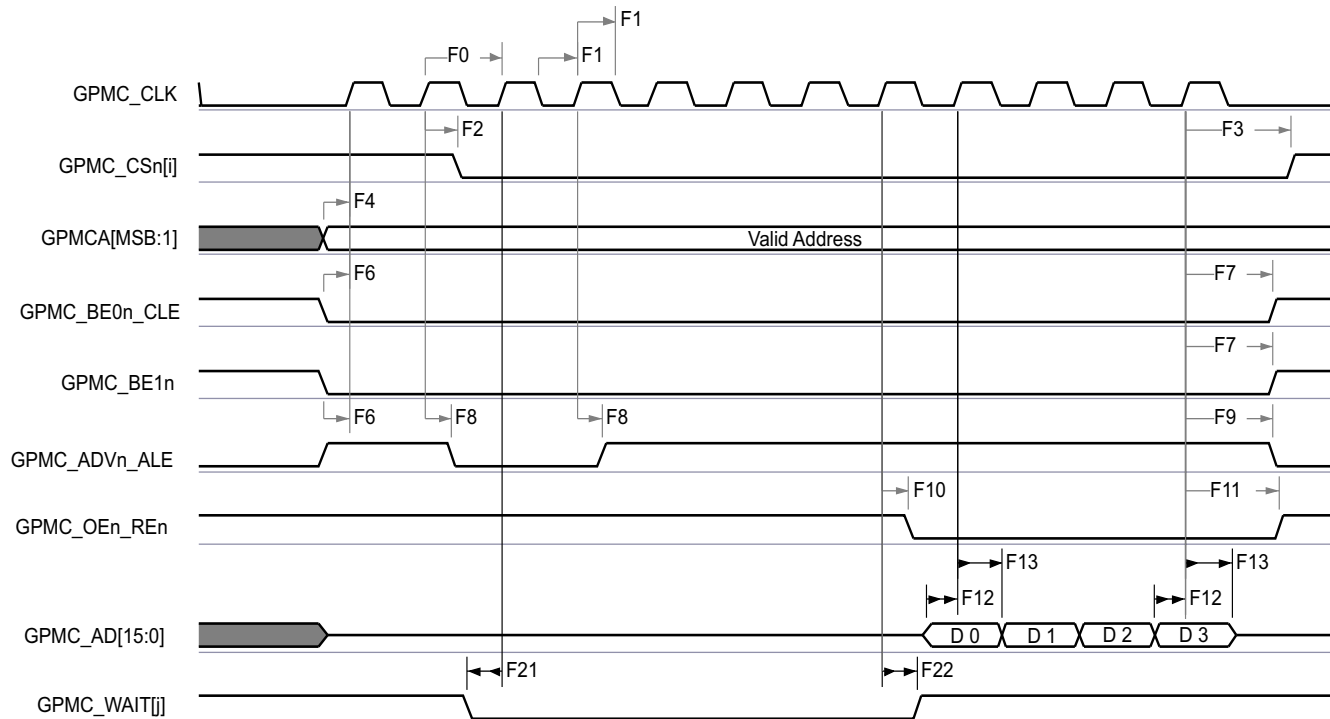 F1
F0 F1
GPMC_CLK
F2 F3
GPMC_CSn[i]
F4
GPMCA[MSB:1] Valid Address
F6 F7
GPMC_BE0n_CLE
F7
GPMC_BE1n
F6 F8 F8 F9
GPMC_ADVn_ALE
F10 F11
GPMC_OEn_REn
F13 F13
F12 F12
GPMC_AD[15:0] D 0 D 1 D 2 D 3
F21 F22
GPMC_WAIT[j]